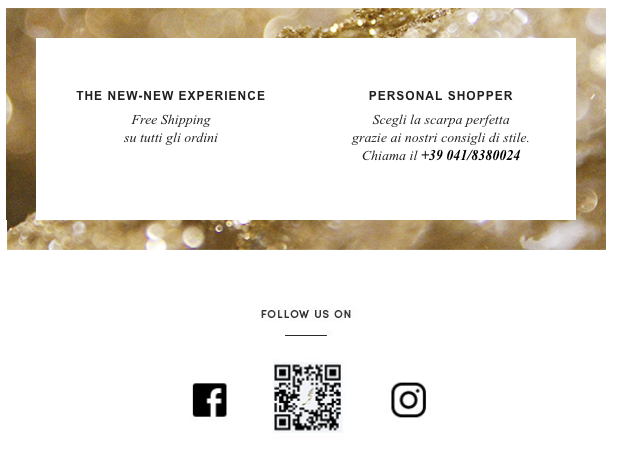 THE NEW-NEW EXPERIENCE
Free Shipping
su tutti gli ordini
PERSONAL SHOPPER
Scegli la scarpa perfetta
grazie ai nostri consigli di stile.
Chiama il +39 041/8380024
FOLLOW US ON